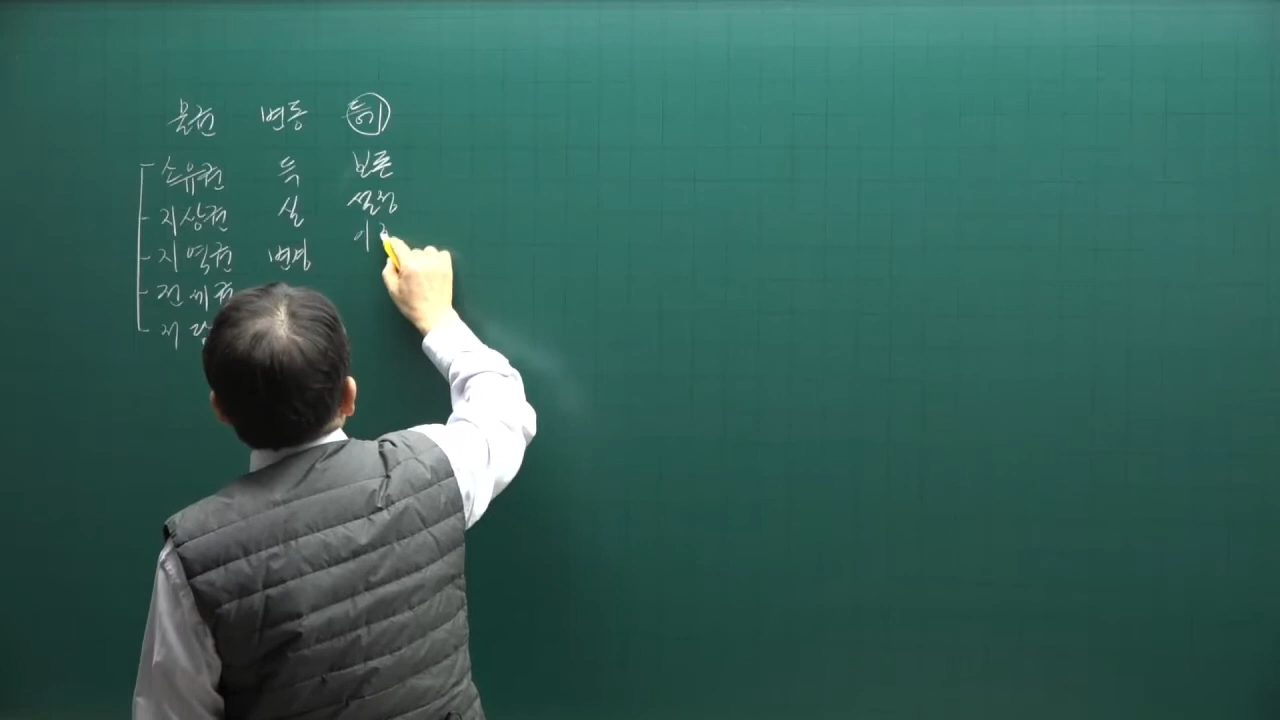 물권 변동 등기
소유권 득 보존
지상권 실 설정
지역권 변경 이
전세권
저당